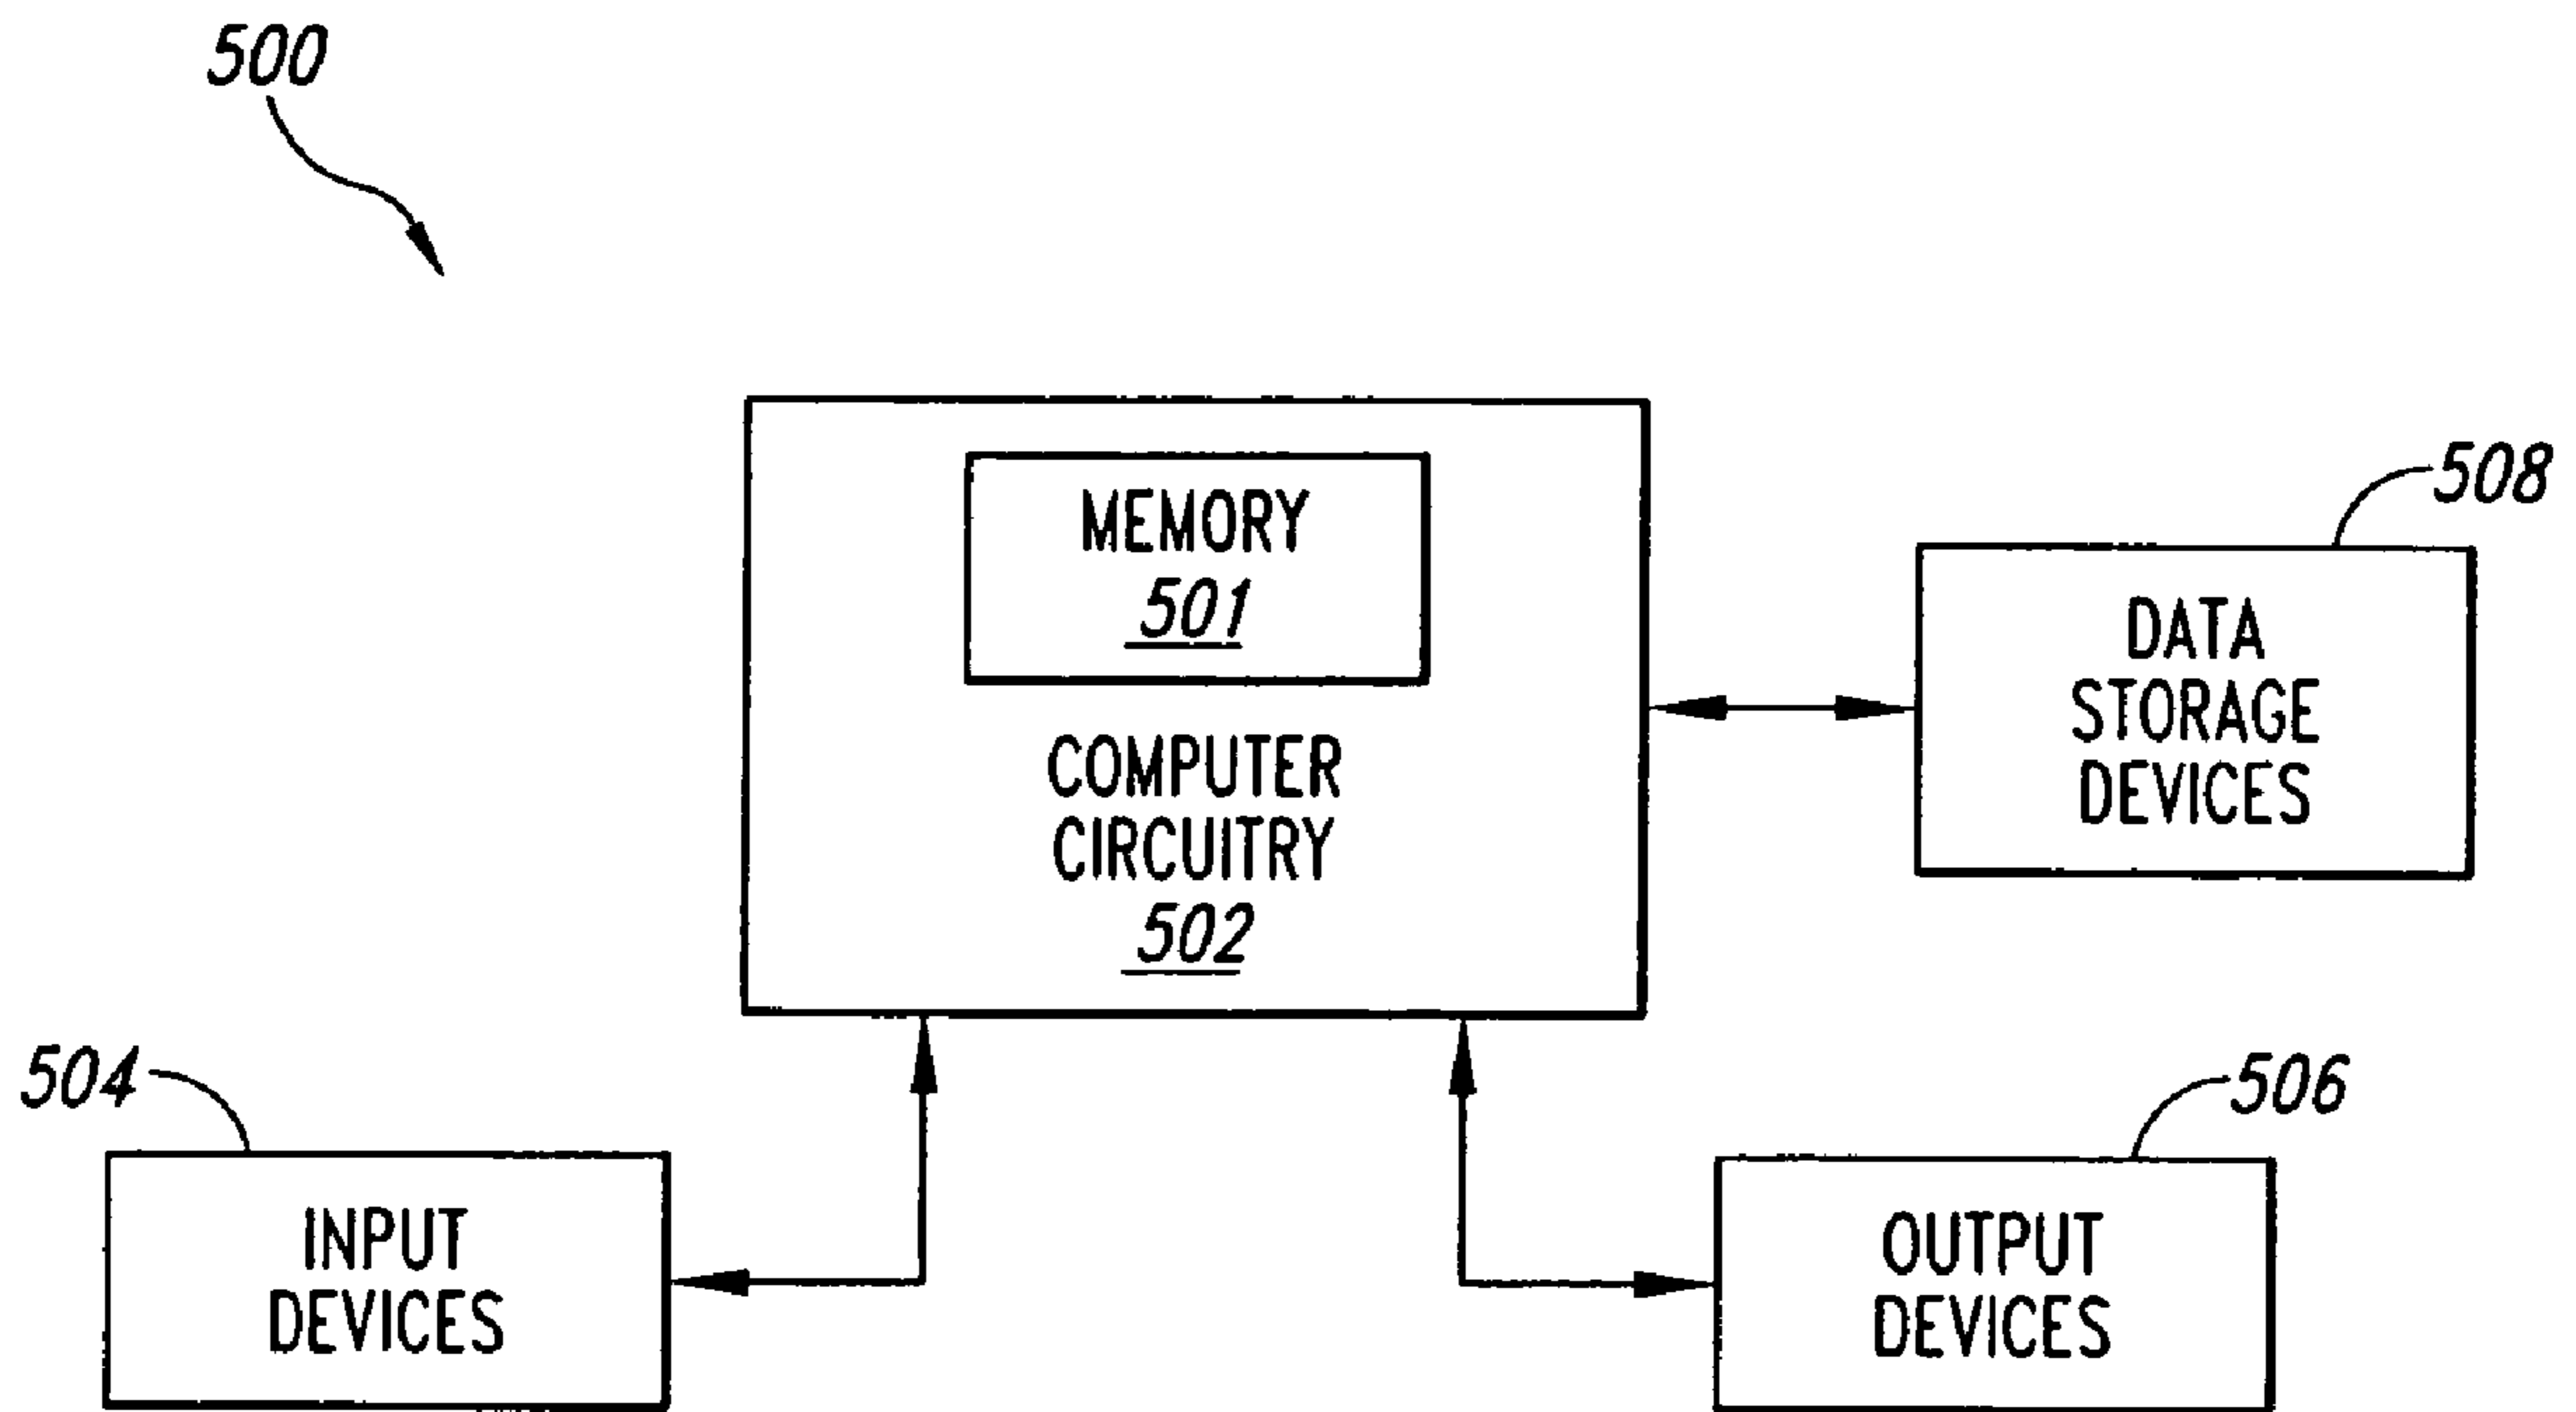 500
MEMORY
501
COMPUTER
CIRCUITRY
502
508
DATA
STORAGE
DEVICES
504
INPUT
DEVICES
506
OUTPUT
DEVICES